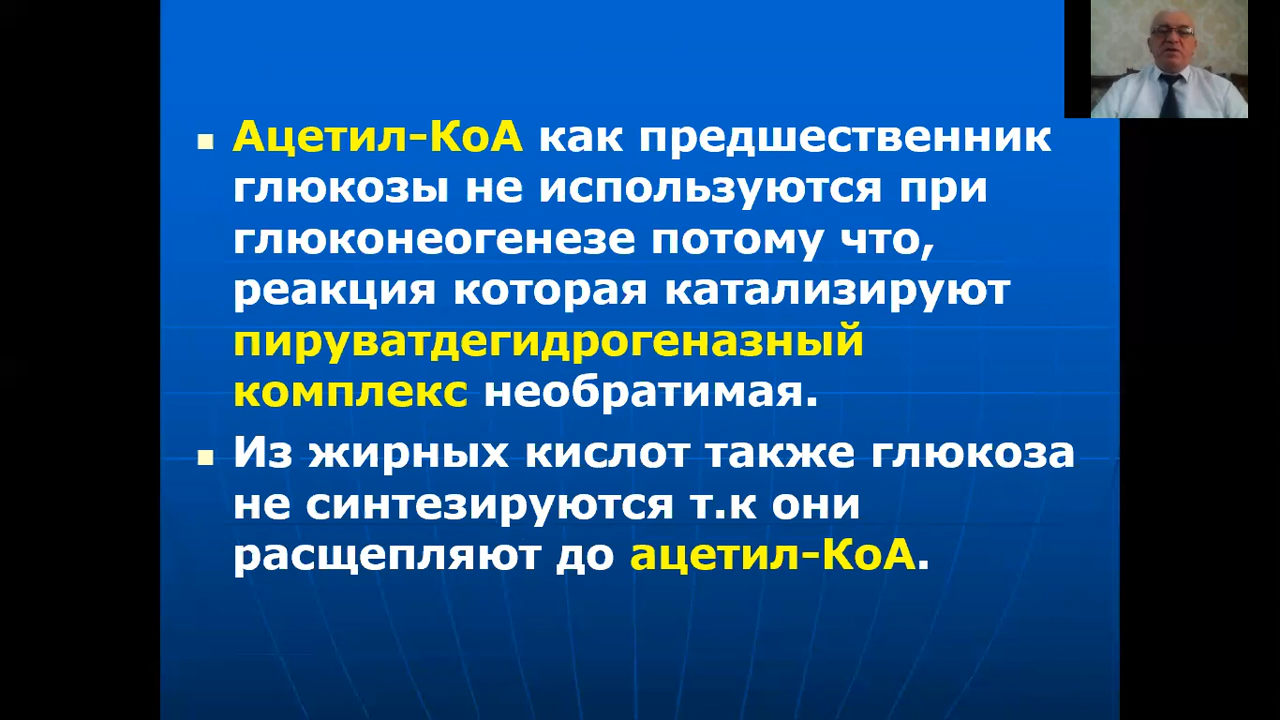 Ацетил-КоА как предшественник
глюкозы не используются при
глюконеогенезе потому что,
реакция которая катализируют
пируватдегидрогеназный
комплекс необратимая.
Из жирных кислот также глюкоза
не синтезируются т.к они
расщепляют до ацетил-КоА.